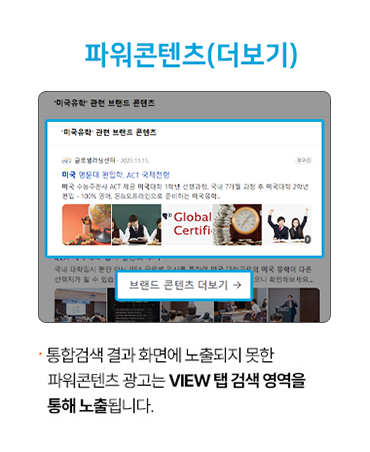 파워콘텐츠(더보기)
'미국유학' 관련 브랜드 콘텐츠
'미국유학' 관련 브랜드 콘텐츠
글로벌러닝센터 · 2023.11.15.
미국 명문대 편입학, ACT 국제전형
미국 수능주관사 ACT 제공 미국대학 1학년 선행과정, 국내 7개월 과정 후 미국대학 2학년
편입 - 100% 영어, 온&오프라인으로 준비하는 미국유학..
Global
Certifi
브랜드 콘텐츠 더보기 →
· 통합검색 결과 화면에 노출되지 못한
파워콘텐츠 광고는 VIEW 탭 검색 영역을
통해 노출됩니다.